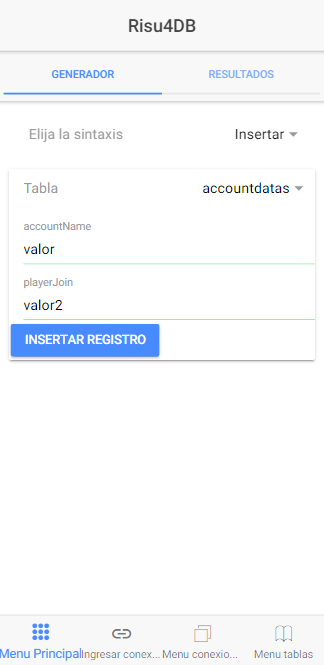 Risu4DB
GENERADOR RESULTADOS
Elija la sintaxis Insertar
Tabla accountdatas
accountName
valor
playerJoin
valor2
INSERTAR REGISTRO
Menu Principal Ingresar conex... Menu conexio... Menu tablas